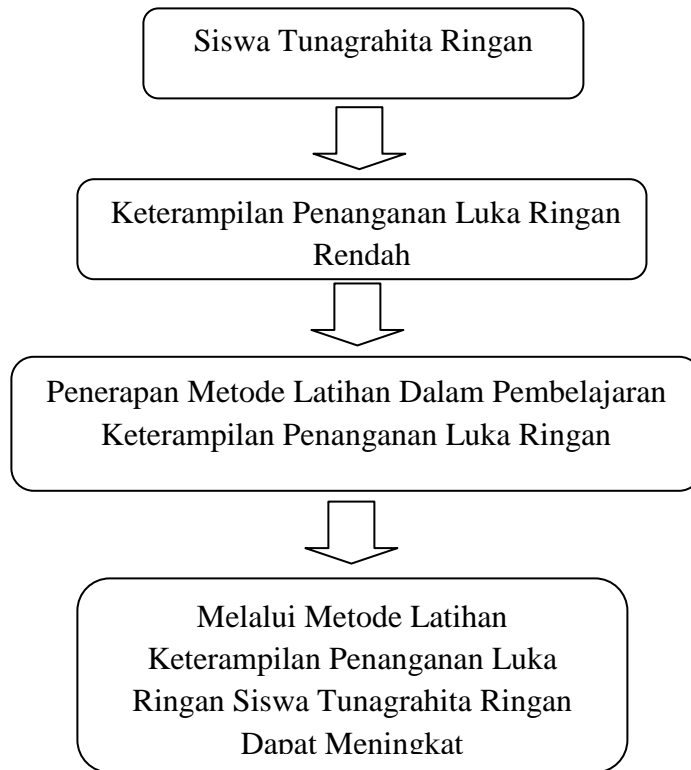 Siswa Tunagrahita Ringan
Keterampilan Penanganan Luka Ringan
Rendah
Penerapan Metode Latihan Dalam Pembelajaran
Keterampilan Penanganan Luka Ringan
Melalui Metode Latihan
Keterampilan Penanganan Luka
Ringan Siswa Tunagrahita Ringan
Dapat Meningkat